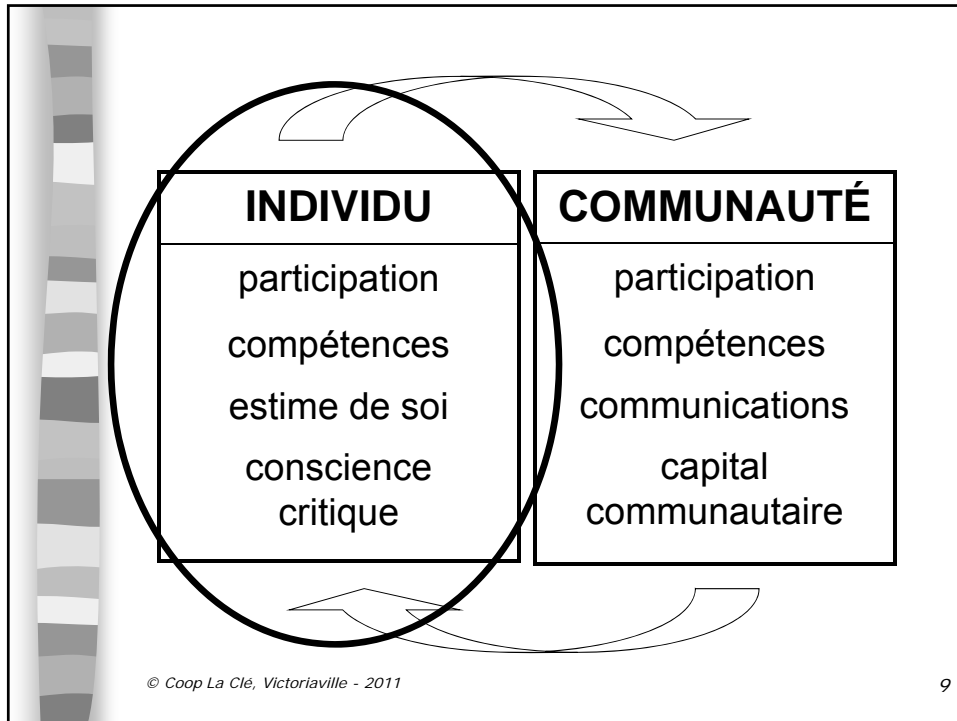 INDIVIDU
participation
compétences
estime de soi
conscience
critique
COMMUNAUTÉ
participation
compétences
communications
capital
communautaire
© Coop La Clé, Victoriaville - 2011
9